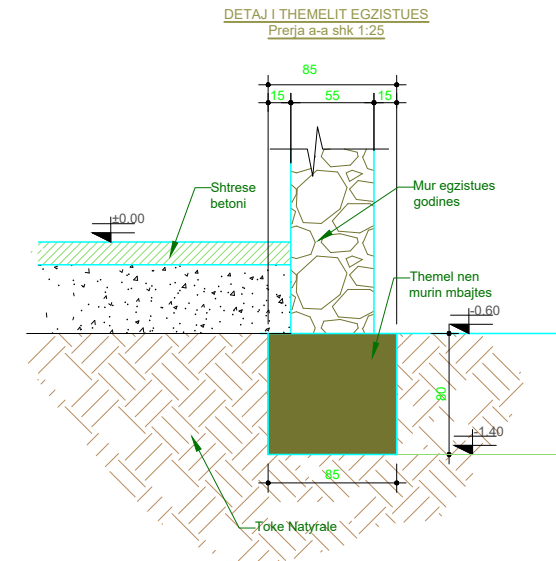 DETAJ I THEMELIT EGZISTUES
Prerja a-a shk 1:25
85
15 55 15
Shtrese
betoni
Mur egzistues
godines
±0.00
Themel nen
murin mbajtes
-0.60
80
-1.40
85
Toke Natyrale